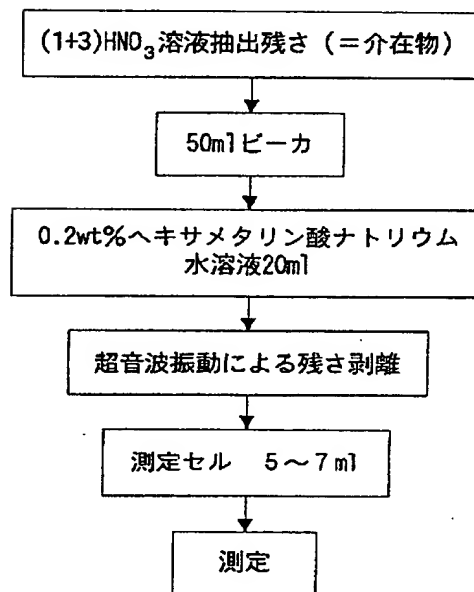 (1+3)HNO3溶液抽出残さ (=介在物)
50mlビーカ
0.2wt%ヘキサメタリン酸ナトリウム
水溶液20ml
超音波振動による残さ剥離
測定セル 5～7ml
測定